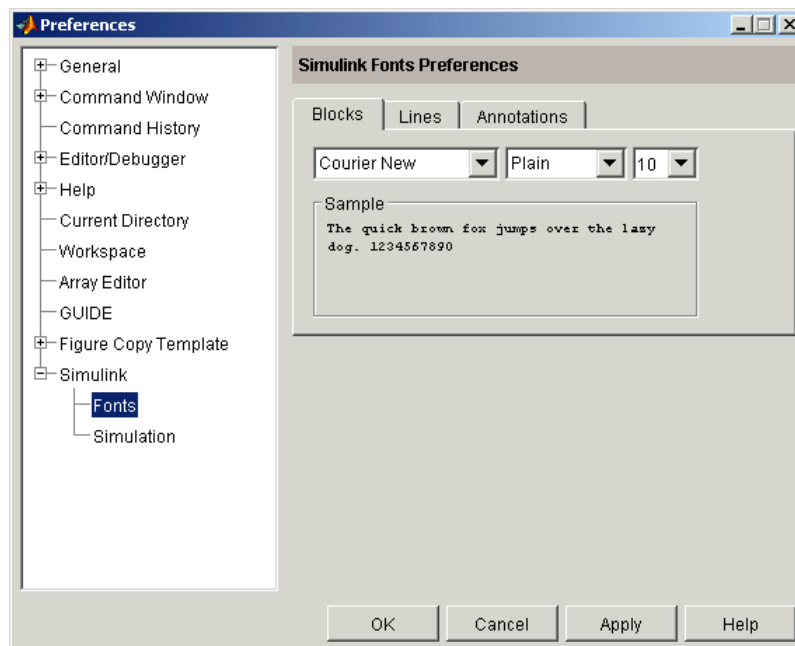 Preferences
General
Command Window
Command History
Editor/Debugger
Help
Current Directory
Workspace
Array Editor
GUIDE
Figure Copy Template
Simulink
Fonts
Simulation
Simulink Fonts Preferences
Blocks Lines Annotations
Courier New Plain 10
Sample
The quick brown fox jumps over the lazy
dog. 1234567890
OK Cancel Apply Help